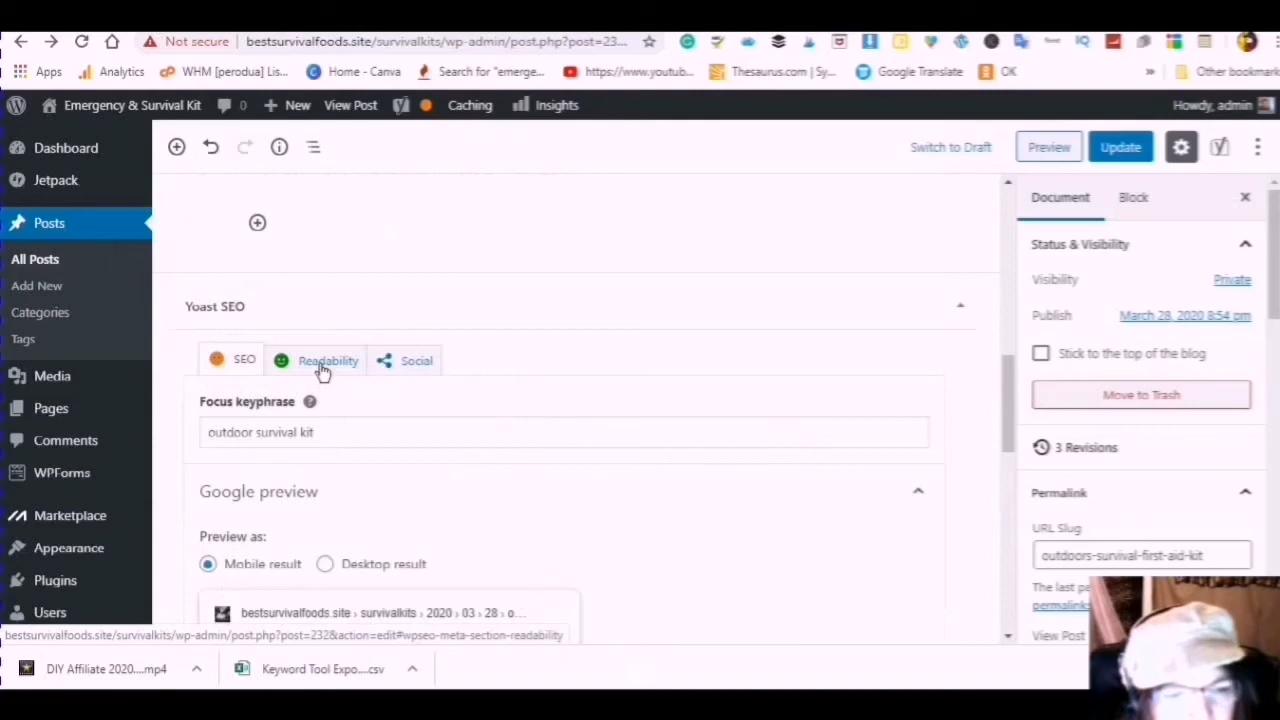 Not secure
bestsurvivalfoods.site/survivalkits/wp-admin/post.php?post=23...
Apps
Analytics
WHM [perodua] Lis...
Home - Canva
Search for "emerge...
https://www.youtub...
Thesaurus.com | Sy...
Google Translate
OK
»
Other bookmark
Emergency & Survival Kit
0
New
View Post
Caching
Insights
Howdy, admin
Dashboard
Jetpack
Posts
All Posts
Add New
Categories
Tags
Media
Pages
Comments
WPForms
Marketplace
Appearance
Plugins
Users
Switch to Draft
Preview
Update
Yoast SEO
SEO
Readability
Social
Focus keyphrase
outdoor survival kit
Google preview
Preview as:
Mobile result
Desktop result
bestsurvivalfoods.site › survivalkits › 2020 › 03 › 28 › o...
Document
Block
Status & Visibility
Visibility
Private
Publish
March 28, 2020 8:54 pm
Stick to the top of the blog
Move to Trash
3 Revisions
Permalink
URL Slug
outdoors-survival-first-aid-kit
The last pe
permalinks
View Post
bestsurvivalfoods.site/survivalkits/wp-admin/post.php?post=232&action=edit#wpseo-meta-section-readability
DIY Affiliate 2020....mp4
Keyword Tool Expo....csv